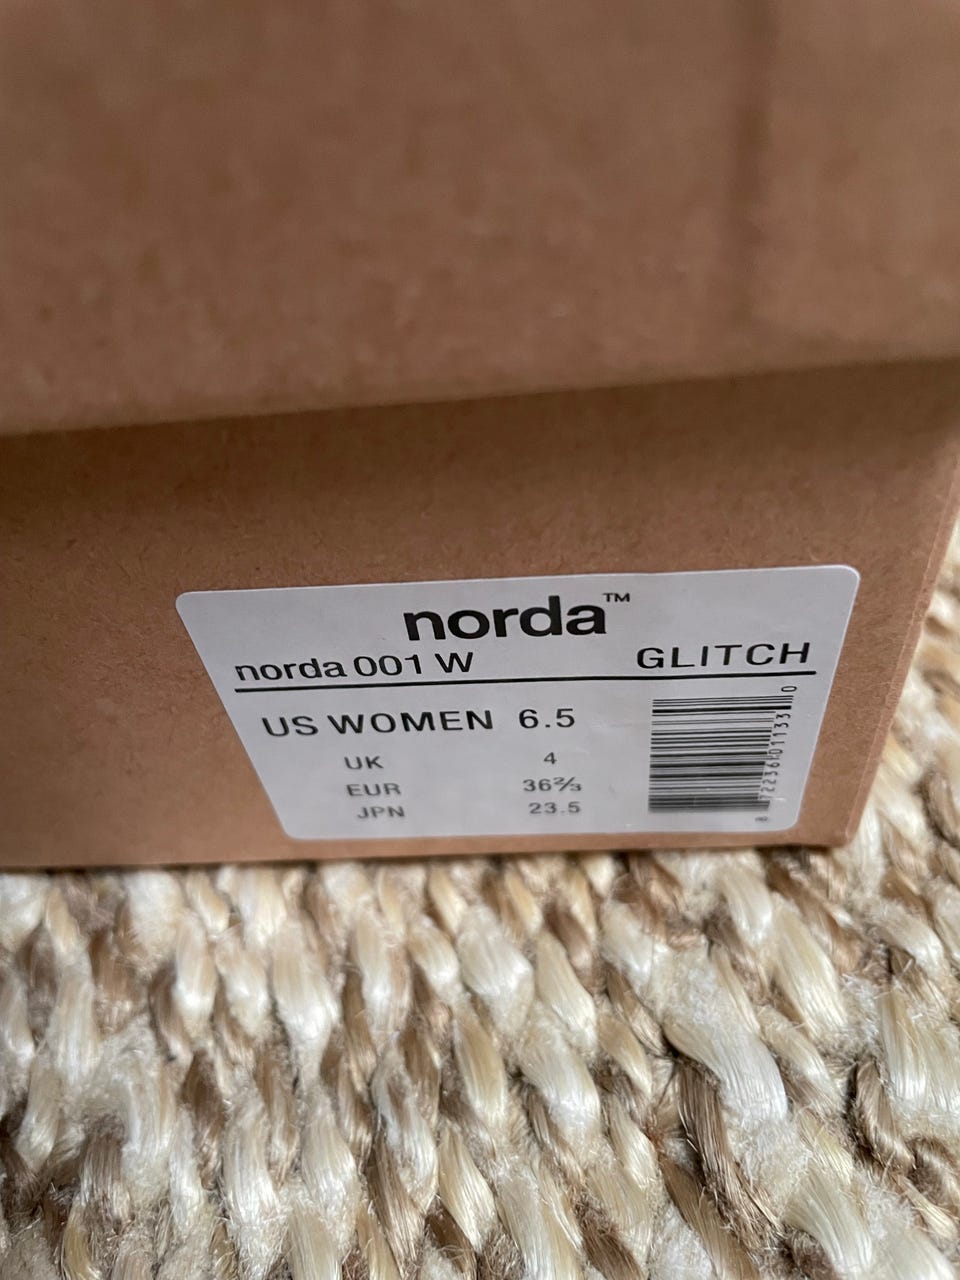 norda™
norda 001 W GLITCH
US WOMEN 6.5
UK 4
EUR 36⅔
JPN 23.5